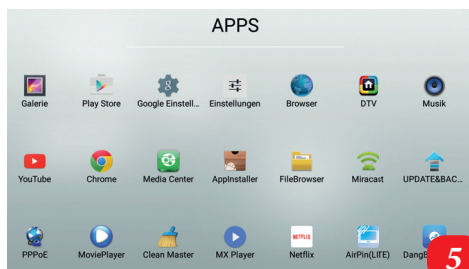 APPS
Galerie Play Store Google Einstell... Einstellungen Browser DTV Musik
YouTube Chrome Media Center AppInstaller FileBrowser Miracast UPDATE&BAC...
NETFLIX
PPPoE MoviePlayer Clean Master MX Player Netflix AirPin(LITE)
5